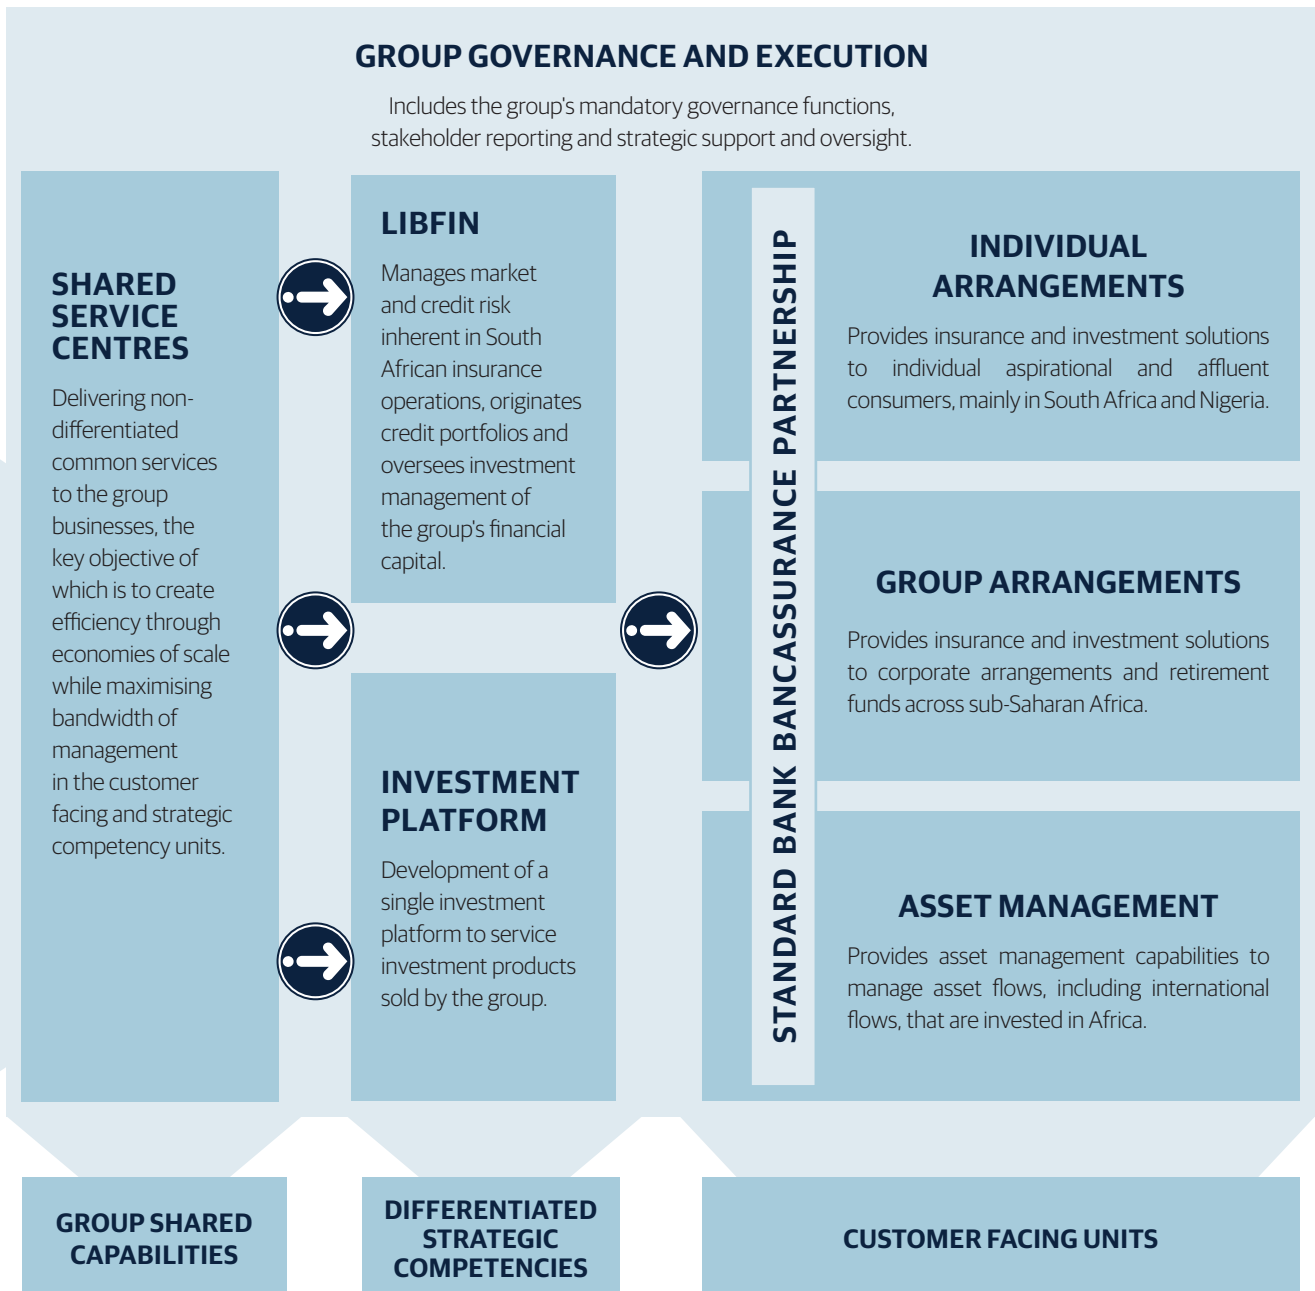 GROUP GOVERNANCE AND EXECUTION
Includes the group's mandatory governance functions,
stakeholder reporting and strategic support and oversight.
SHARED
SERVICE
CENTRES
Delivering non-
differentiated
common services
to the group
businesses, the
key objective of
which is to create
efficiency through
economies of scale
while maximising
bandwidth of
management
in the customer
facing and strategic
competency units.
LIBFIN
Manages market
and credit risk
inherent in South
African insurance
operations, originates
credit portfolios and
oversees investment
management of
the group's financial
capital.
INVESTMENT
PLATFORM
Development of a
single investment
platform to service
investment products
sold by the group.
STANDARD BANK BANCASSURANCE PARTNERSHIP
INDIVIDUAL
ARRANGEMENTS
Provides insurance and investment solutions
to individual aspirational and affluent
consumers, mainly in South Africa and Nigeria.
GROUP ARRANGEMENTS
Provides insurance and investment solutions
to corporate arrangements and retirement
funds across sub-Saharan Africa.
ASSET MANAGEMENT
Provides asset management capabilities to
manage asset flows, including international
flows, that are invested in Africa.
GROUP SHARED
CAPABILITIES
DIFFERENTIATED
STRATEGIC
COMPETENCIES
CUSTOMER FACING UNITS